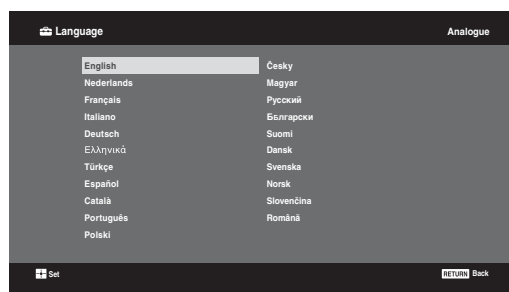 Language
Analogue
English
Nederlands
Français
Italiano
Deutsch
Ελληνικά
Türkçe
Español
Català
Português
Polski
Česky
Magyar
Русский
Български
Suomi
Dansk
Svenska
Norsk
Slovenčina
Română
Set
RETURN Back